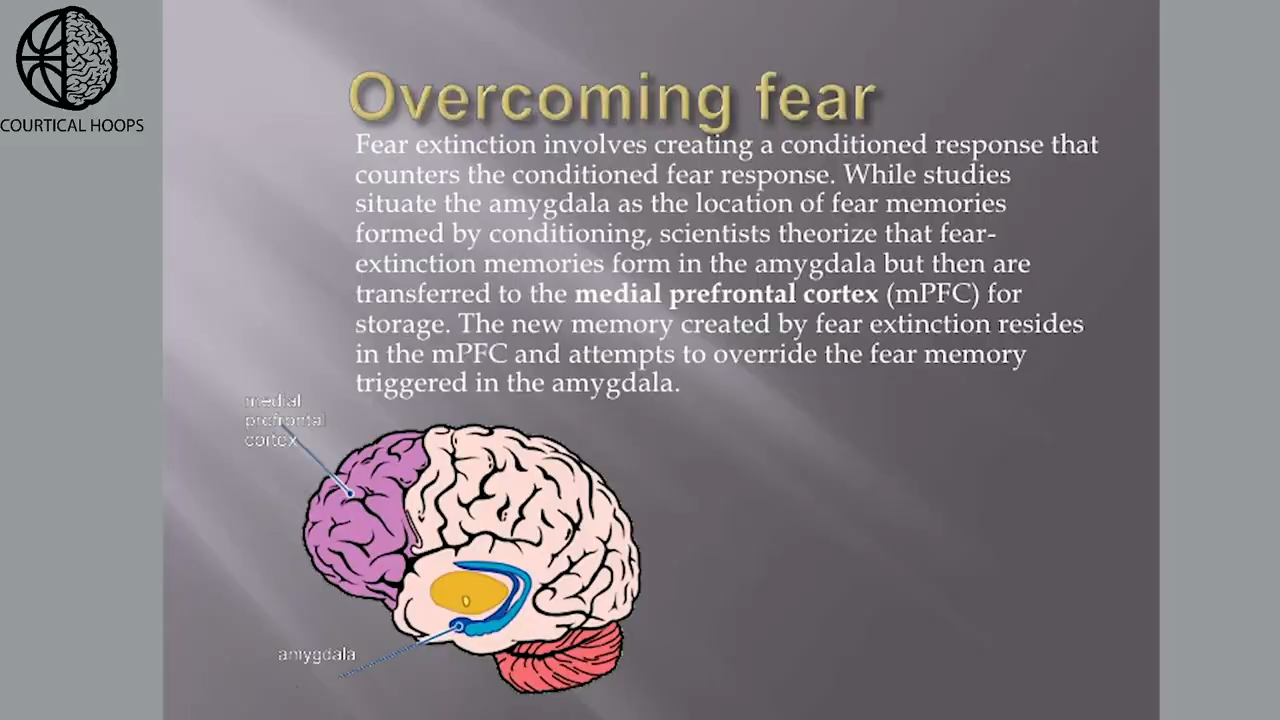 COURTICAL HOOPS
Overcoming fear
Fear extinction involves creating a conditioned response that
counters the conditioned fear response. While studies
situate the amygdala as the location of fear memories
formed by conditioning, scientists theorize that fear-
extinction memories form in the amygdala but then are
transferred to the medial prefrontal cortex (mPFC) for
storage. The new memory created by fear extinction resides
in the mPFC and attempts to override the fear memory
triggered in the amygdala.
medial
prefrontal
cortex
amygdala